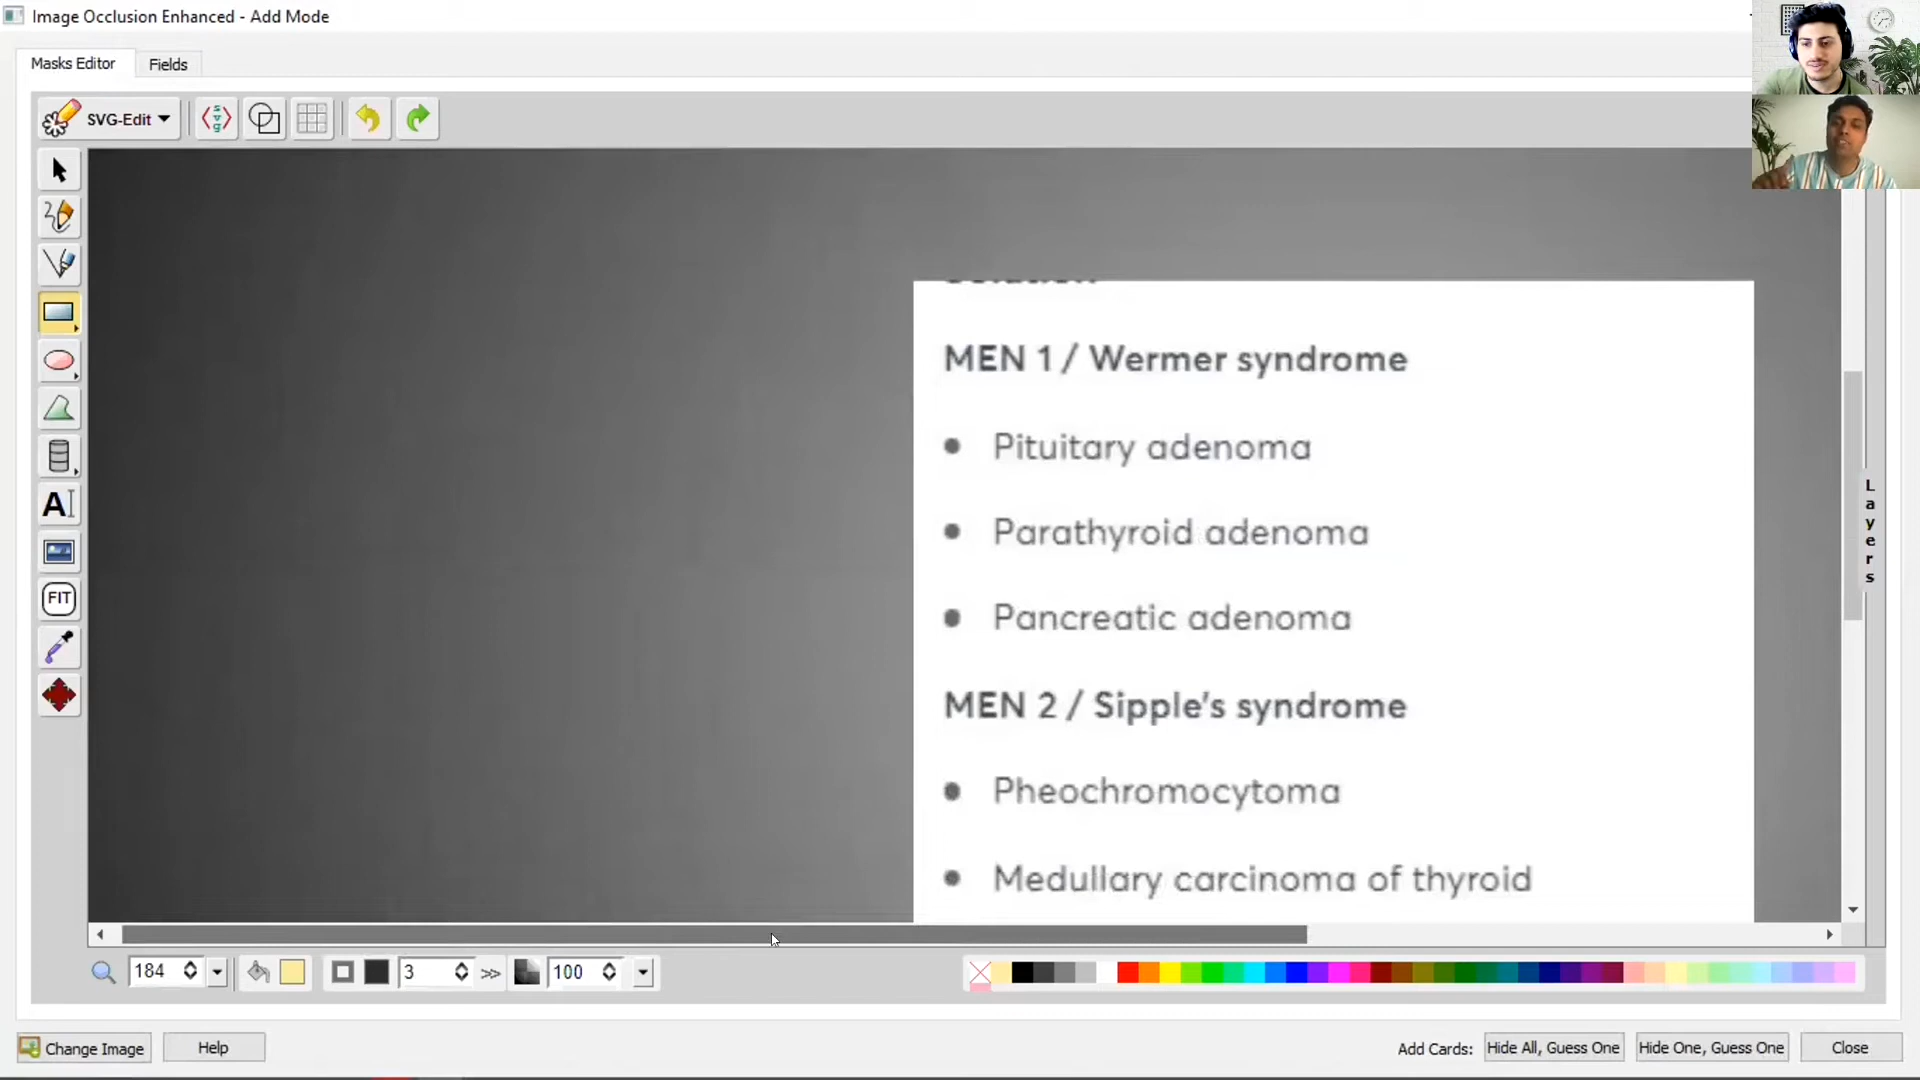 Image Occlusion Enhanced - Add Mode
Masks Editor
Fields
SVG-Edit
MEN 1 / Wermer syndrome
Pituitary adenoma
Parathyroid adenoma
Pancreatic adenoma
MEN 2 / Sipple's syndrome
Pheochromocytoma
Medullary carcinoma of thyroid
A
FIT
Layers
184
3
100
Change Image
Help
Add Cards:
Hide All, Guess One
Hide One, Guess One
Close